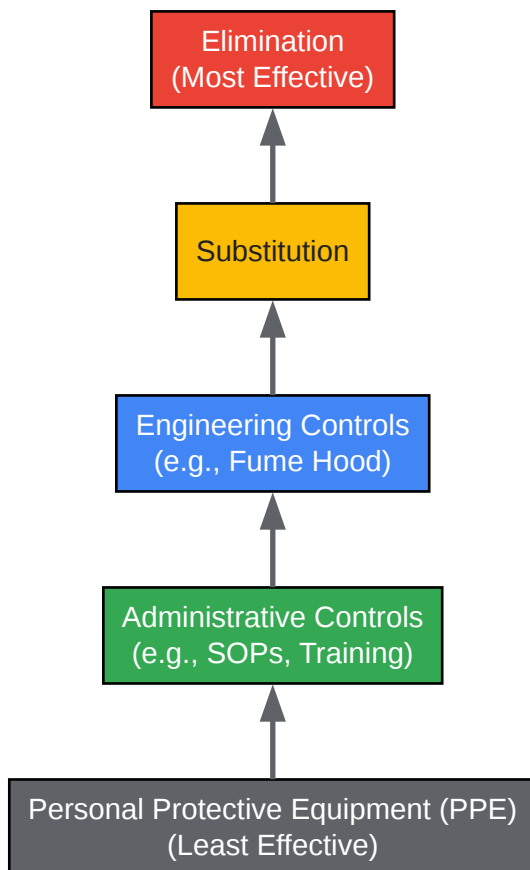 Elimination
(Most Effective)
Substitution
Engineering Controls
(e.g., Fume Hood)
Administrative Controls
(e.g., SOPs, Training)
Personal Protective Equipment (PPE)
(Least Effective)